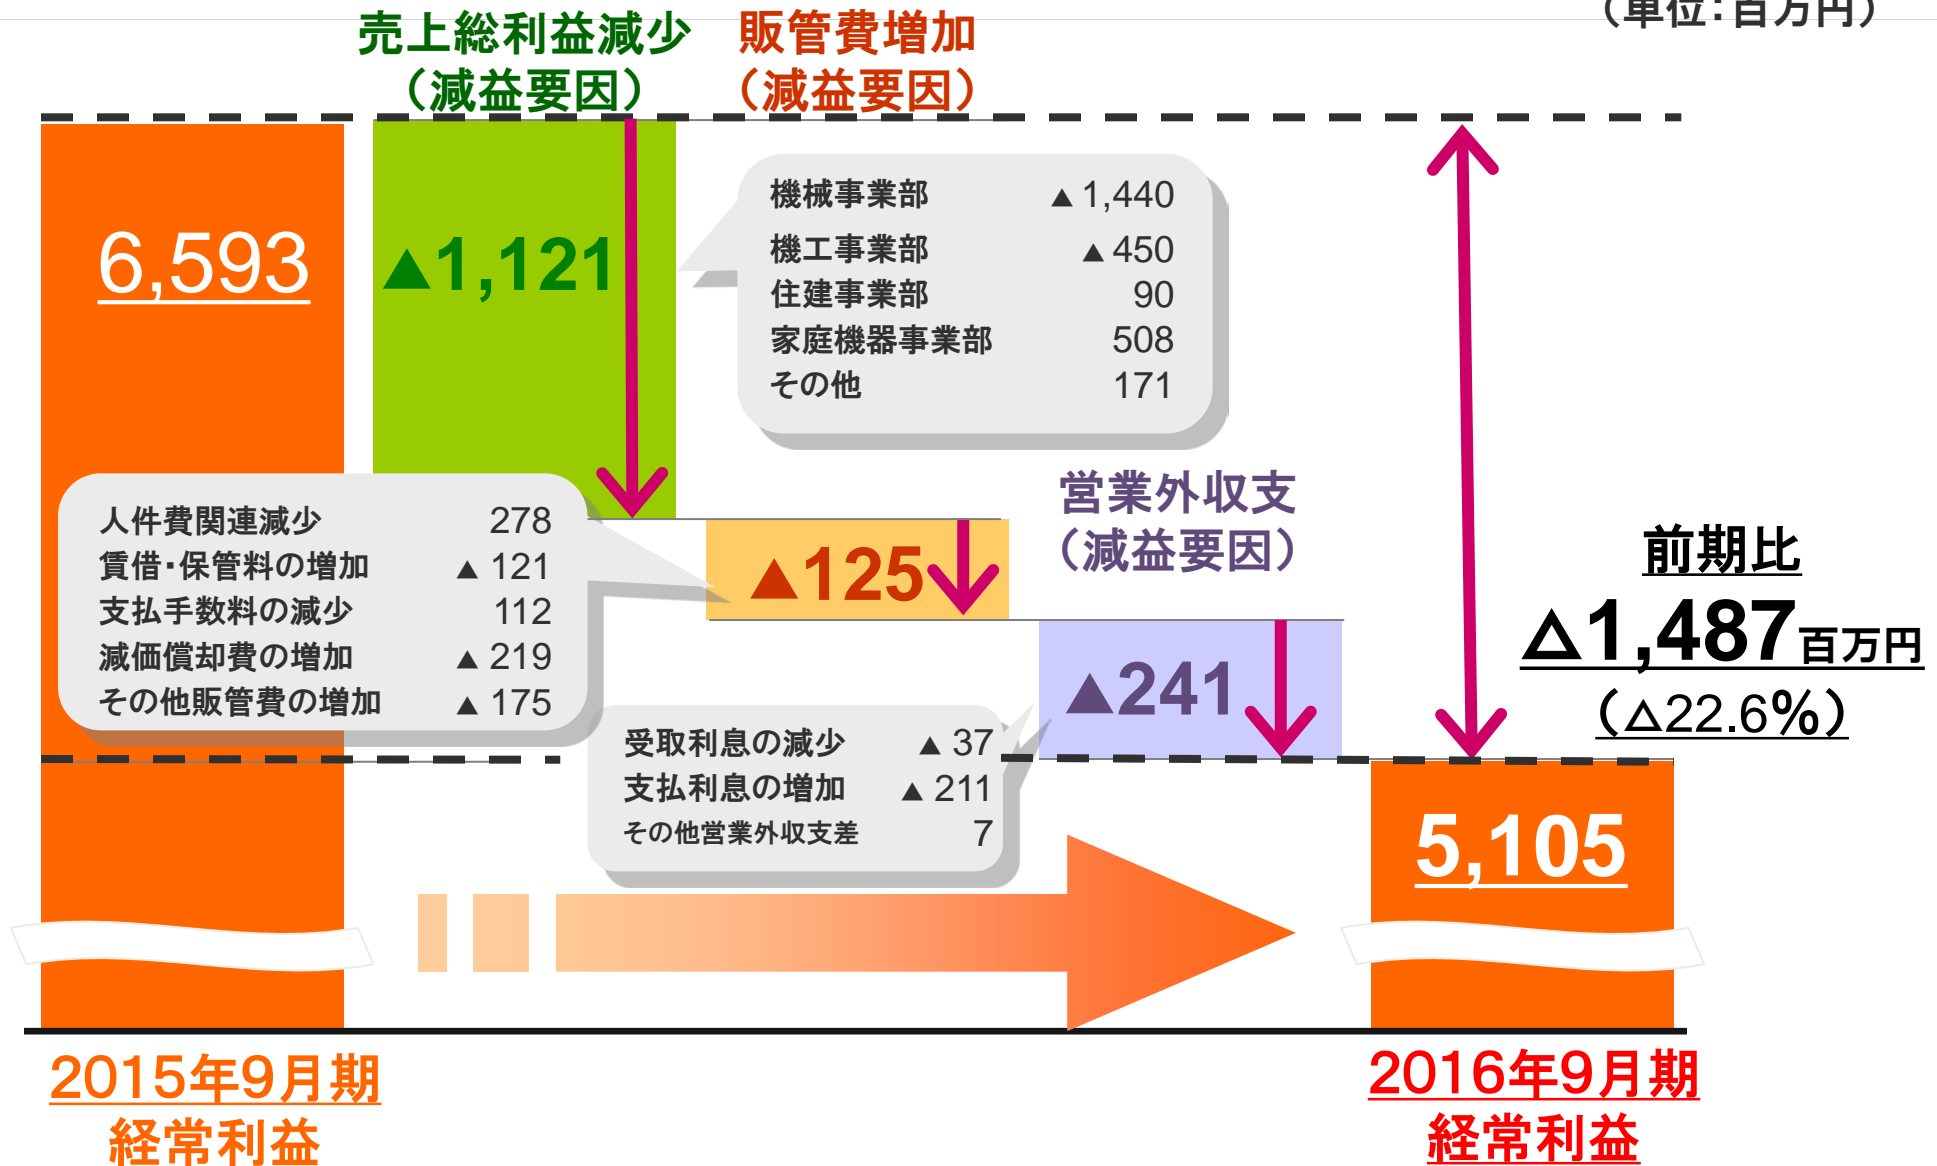 （単位：百万円）
売上総利益減少
（減益要因）
販管費増加
（減益要因）
6,593
▲1,121
機械事業部 ▲ 1,440
機工事業部 ▲ 450
住建事業部 90
家庭機器事業部 508
その他 171
人件費関連減少 278
賃借・保管料の増加 ▲ 121
支払手数料の減少 112
減価償却費の増加 ▲ 219
その他販管費の増加 ▲ 175
▲125
営業外収支
（減益要因）
▲241
受取利息の減少 ▲ 37
支払利息の増加 ▲ 211
その他営業外収支差 7
前期比
△1,487百万円
（△22.6％）
5,105
2015年9月期
経常利益
2016年9月期
経常利益